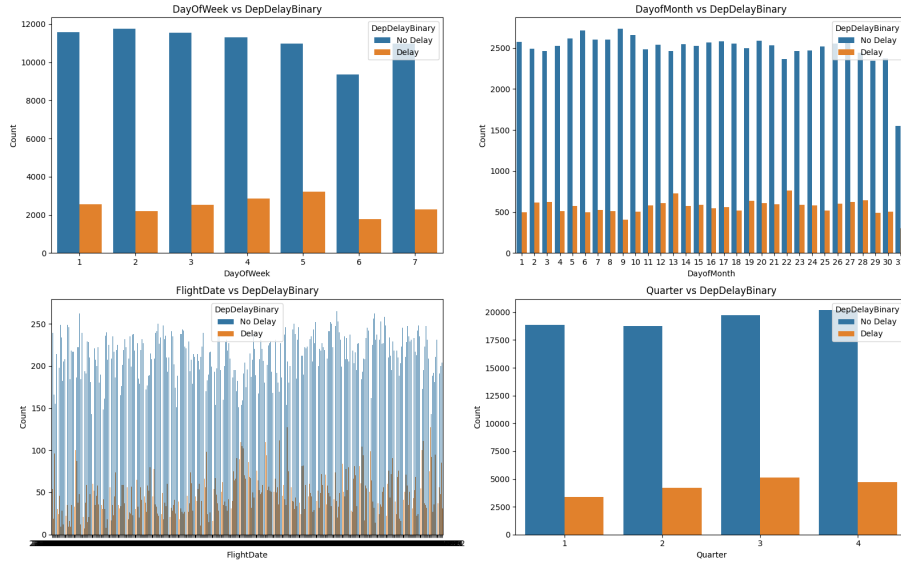 DayOfWeek vs DepDelayBinary
12000
10000
8000
6000
4000
2000
0
Count
DepDelayBinary
No Delay
Delay
1 2 3 4 5 6 7
DayOfWeek
DayofMonth vs DepDelayBinary
2500
2000
1500
1000
500
0
Count
DepDelayBinary
No Delay
Delay
1 2 3 4 5 6 7 8 9 10 11 12 13 14 15 16 17 18 19 20 21 22 23 24 25 26 27 28 29 30
DayofMonth
FlightDate vs DepDelayBinary
250
200
150
100
50
0
Count
DepDelayBinary
No Delay
Delay
FlightDate
Quarter vs DepDelayBinary
20000
17500
15000
12500
10000
7500
5000
2500
0
Count
DepDelayBinary
No Delay
Delay
1 2 3 4
Quarter